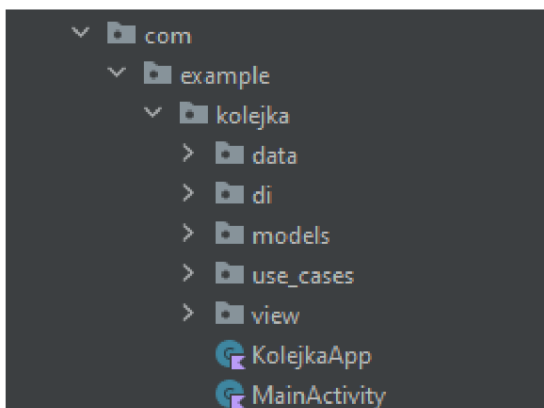 com
example
kolejka
data
di
models
use_cases
view
KolejkaApp
MainActivity